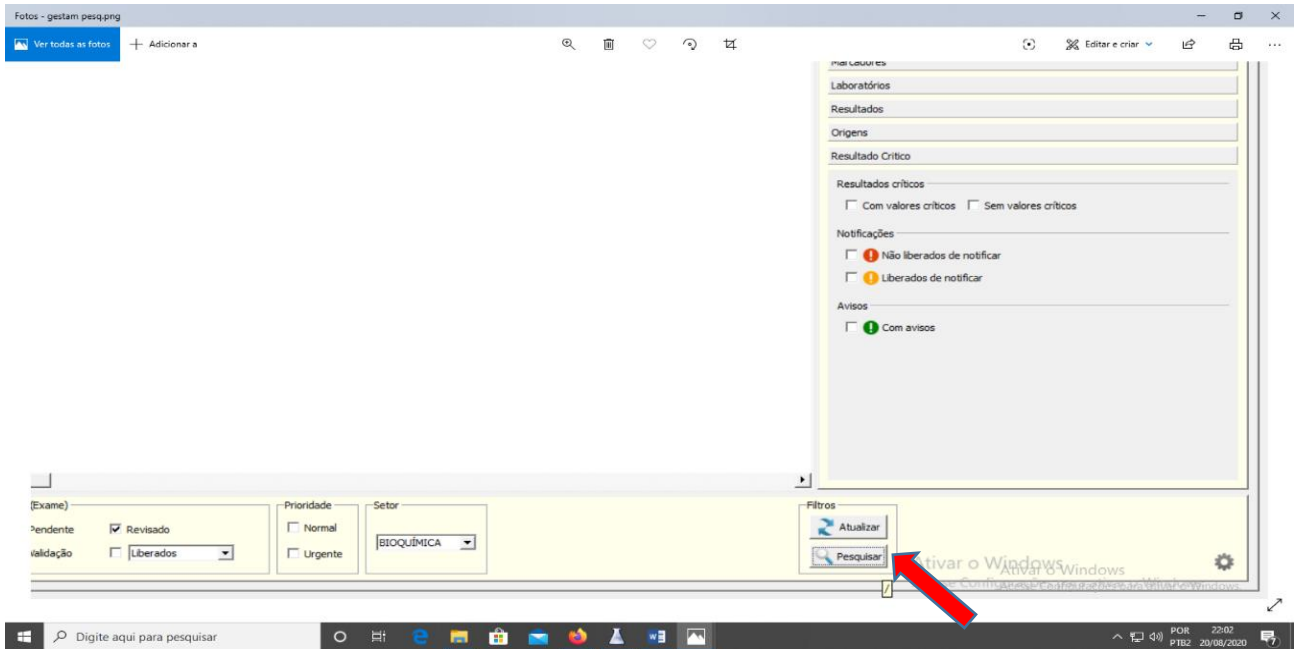 Fotos - gestam pesq.png
Ver todas as fotos
Adicionar a
Editar e criar
Marcadores
Laboratórios
Resultados
Origens
Resultado Critico
Resultados críticos
Com valores críticos
Sem valores críticos
Notificações
Não liberados de notificar
Liberados de notificar
Avisos
Com avisos
(Exame)
Pendente
Revisado
Validação
Liberados
Prioridade
Normal
Urgente
Setor
BIOQUÍMICA
Filtros
Atualizar
Pesquisar
Ativar o Windows
Digite aqui para pesquisar
POR
PTB2
22:02
20/08/2020